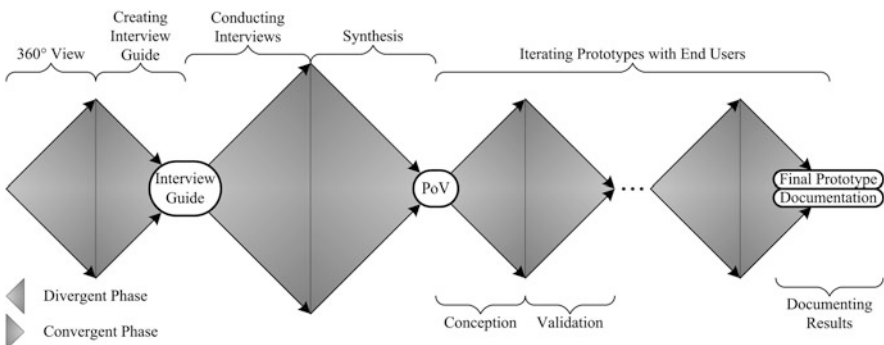 360° View
Creating
Interview
Guide
Conducting
Interviews
Synthesis
Iterating Prototypes with End Users
Interview
Guide
PoV
...
Final Prototype
Documentation
Divergent Phase
Convergent Phase
Conception
Validation
Documenting
Results